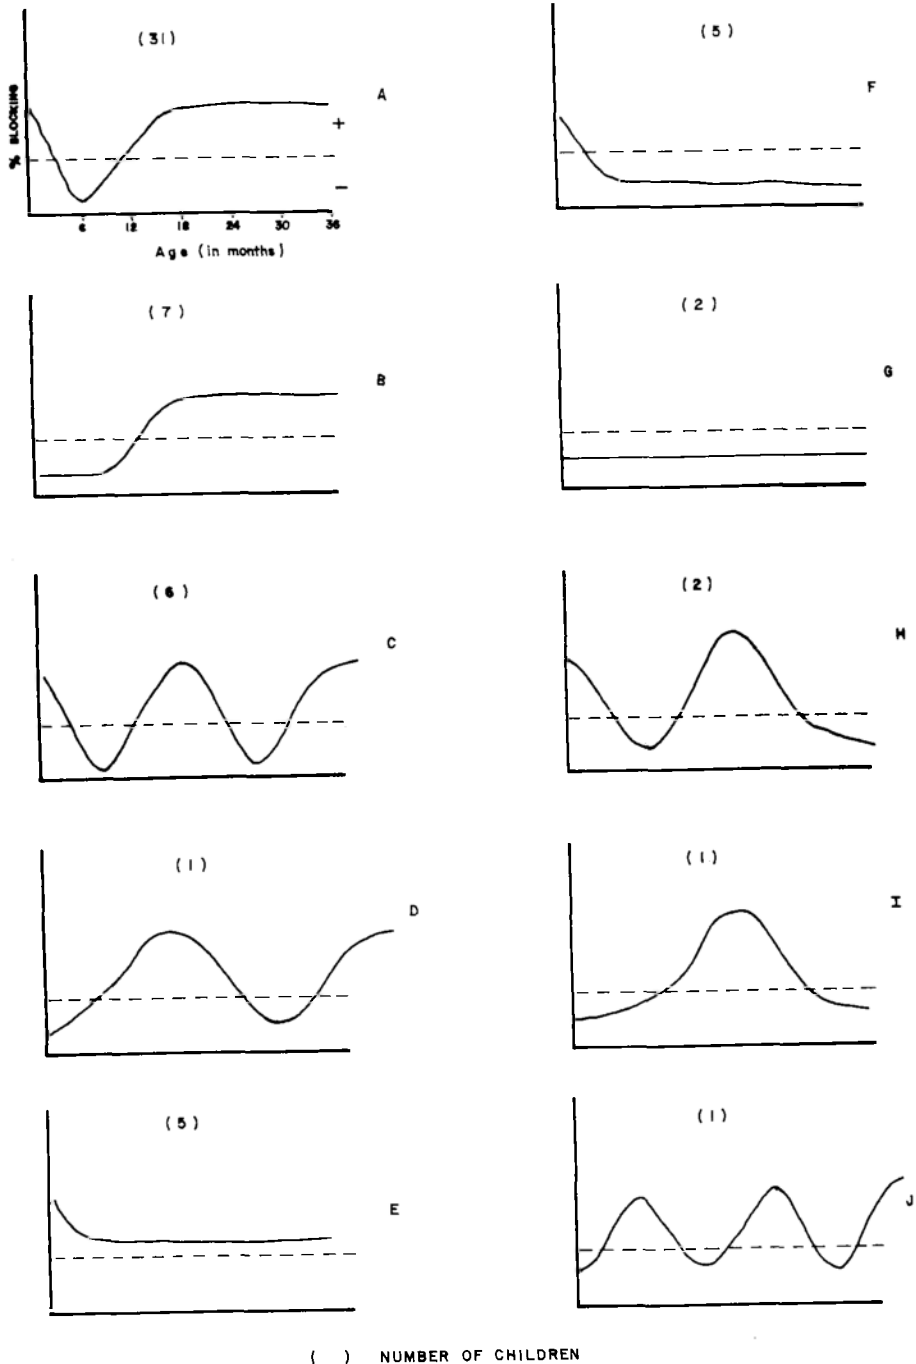 (31)
A
% BLOCKING
+
−
6 12 18 24 30 36
Age (in months)
(5)
F
(7)
B
(2)
G
(6)
C
(2)
H
(1)
D
(1)
I
(5)
E
(1)
J
( ) NUMBER OF CHILDREN